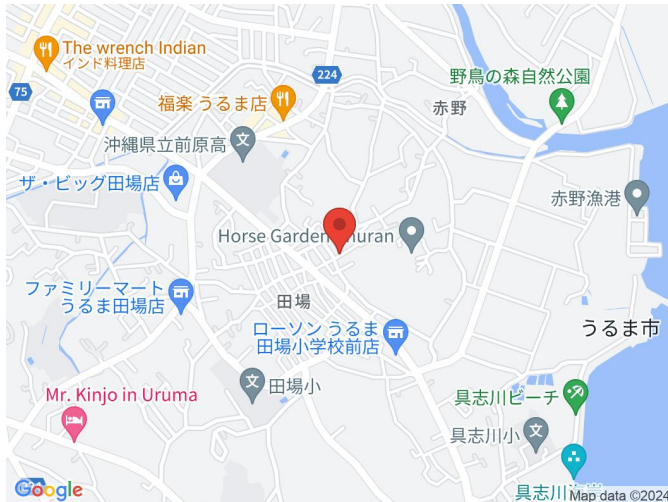 The wrench Indian
インド料理店
75
224
福楽 うるま店
野鳥の森自然公園
赤野
沖縄県立前原高
ザ・ビッグ田場店
赤野漁港
Horse Garden
huran
ファミリーマート
うるま田場店
田場
うるま市
ローソン うるま
田場小学校前店
田場小
Mr. Kinjo in Uruma
具志川ビーチ
具志川小
Google
具志川
Map data ©2024